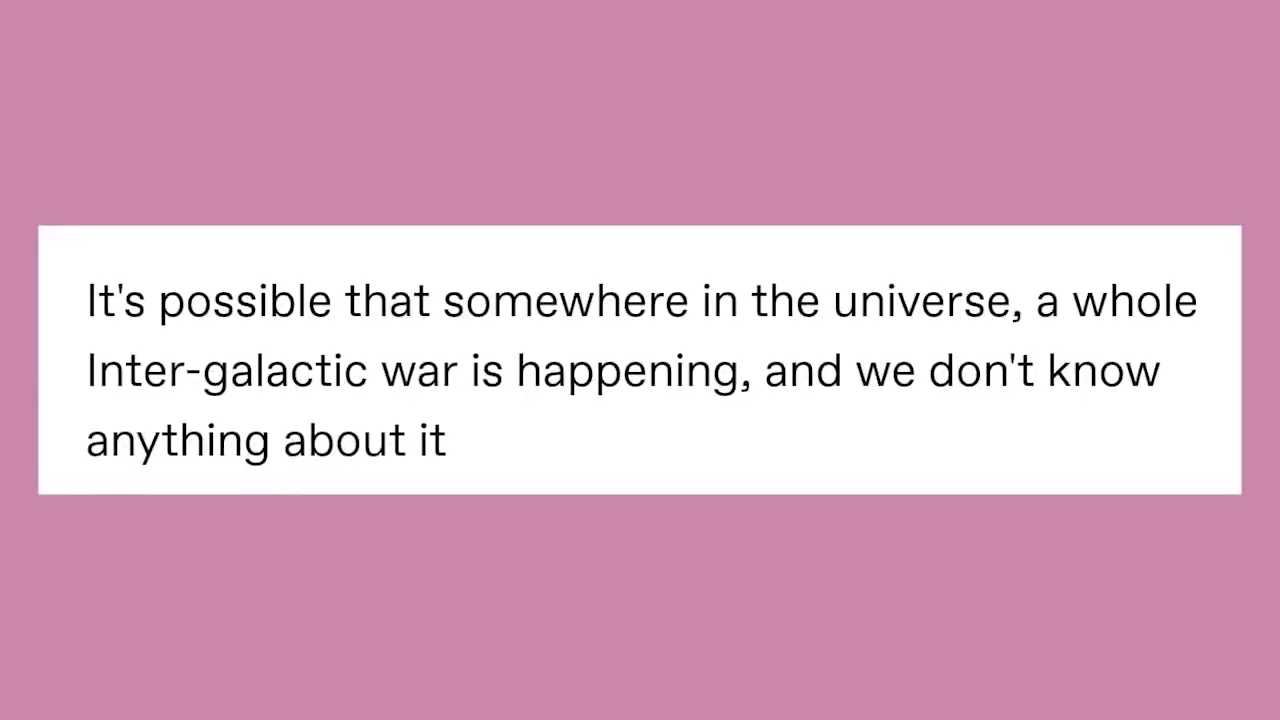 It's possible that somewhere in the universe, a whole
Inter-galactic war is happening, and we don't know
anything about it